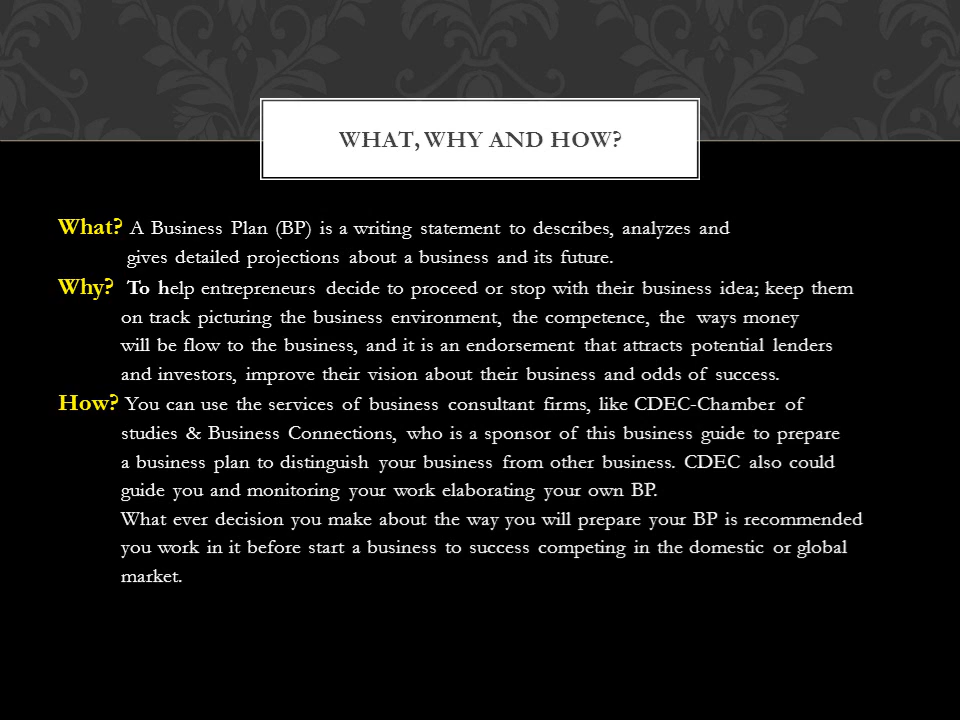 WHAT, WHY AND HOW?
What? A Business Plan (BP) is a writing statement to describes, analyzes and
gives detailed projections about a business and its future.
Why? To help entrepreneurs decide to proceed or stop with their business idea; keep them
on track picturing the business environment, the competence, the ways money
will be flow to the business, and it is an endorsement that attracts potential lenders
and investors, improve their vision about their business and odds of success.
How? You can use the services of business consultant firms, like CDEC-Chamber of
studies & Business Connections, who is a sponsor of this business guide to prepare
a business plan to distinguish your business from other business. CDEC also could
guide you and monitoring your work elaborating your own BP.
What ever decision you make about the way you will prepare your BP is recommended
you work in it before start a business to success competing in the domestic or global
market.